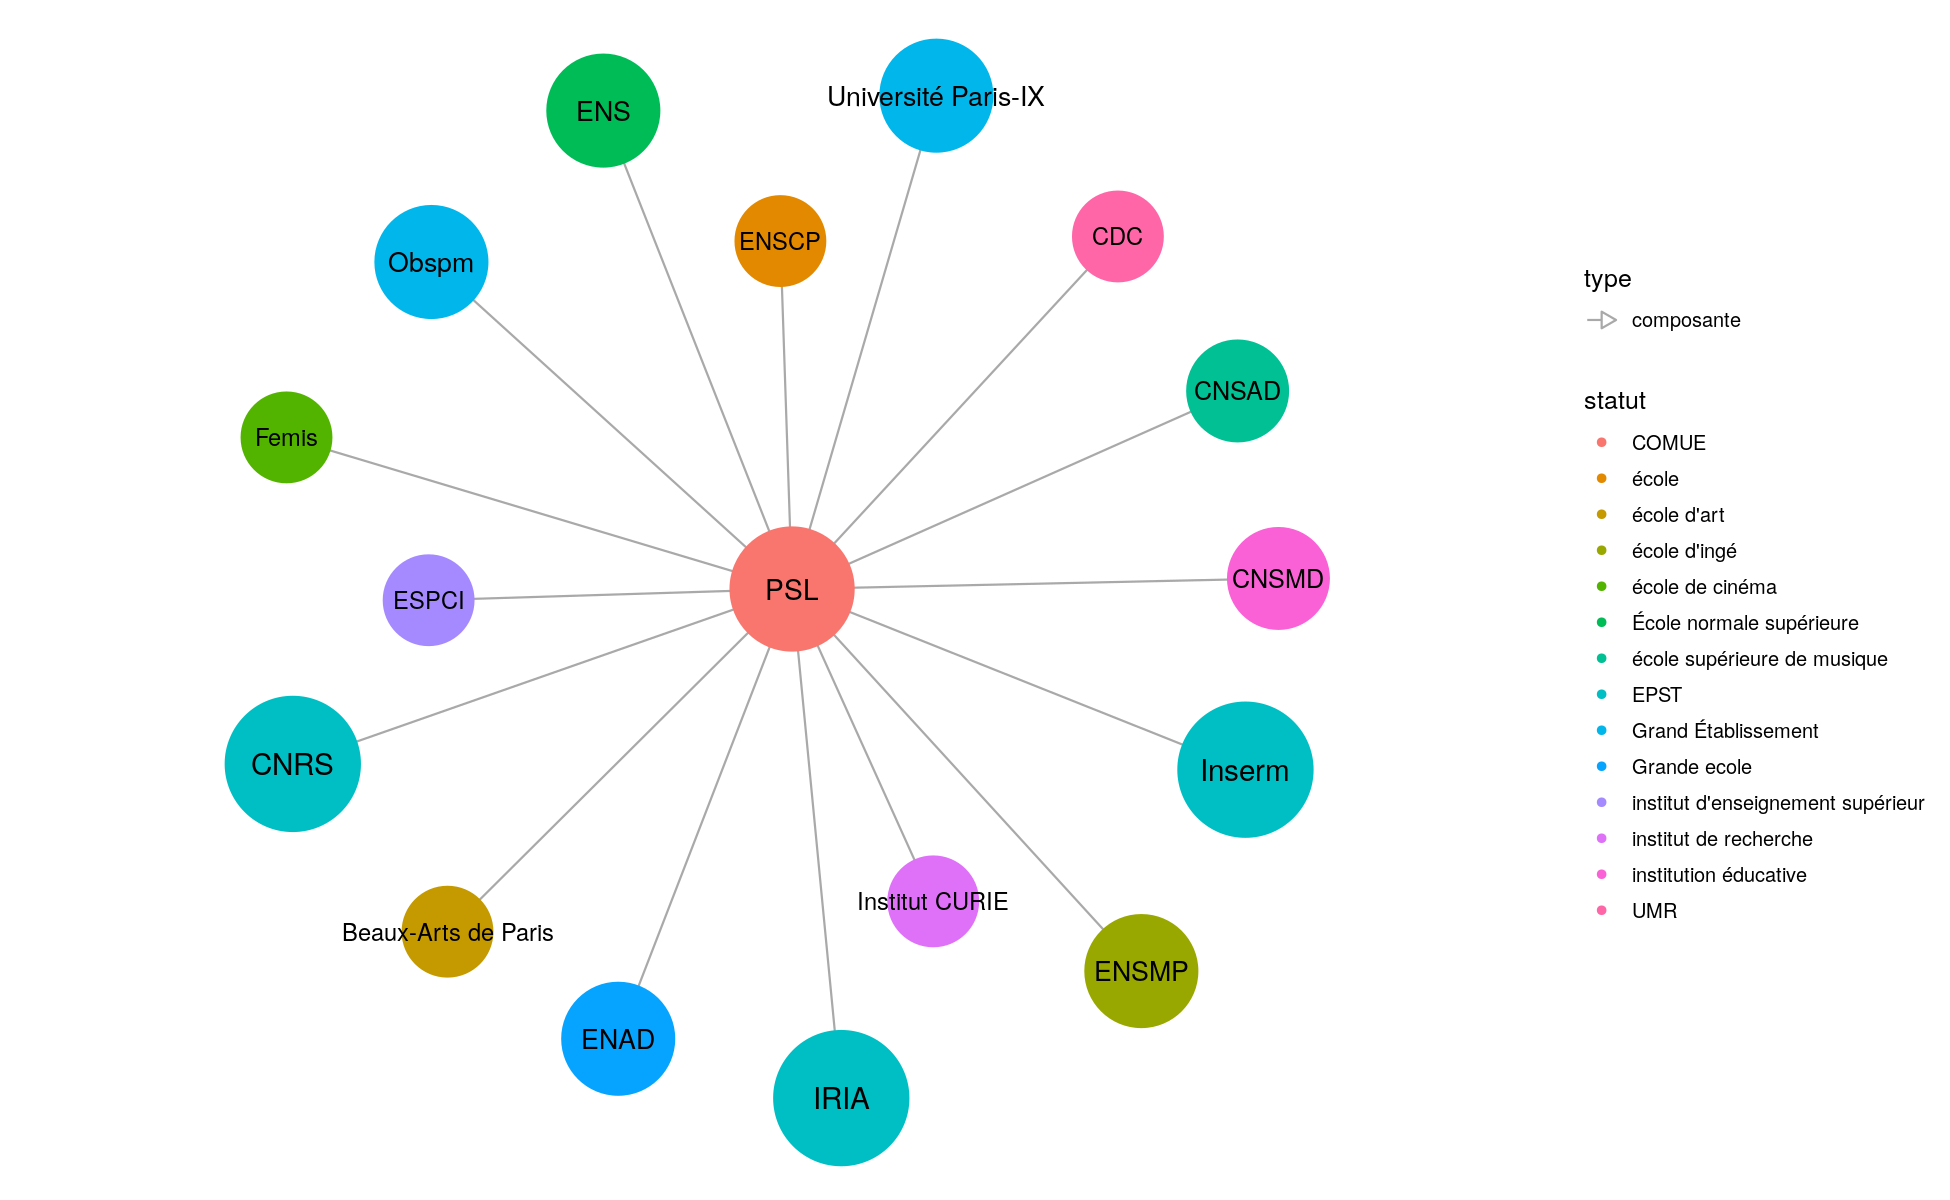 Université Paris-IX
ENS
CDC
ENSCP
Obspm
CNSAD
Femis
CNSMD
PSL
ESPCI
CNRS
Inserm
Institut CURIE
Beaux-Arts de Paris
ENSMP
ENAD
IRIA
type
composante
statut
COMUE
école
école d'art
école d'ingé
école de cinéma
École normale supérieure
école supérieure de musique
EPST
Grand Établissement
Grande ecole
institut d'enseignement supérieur
institut de recherche
institution éducative
UMR